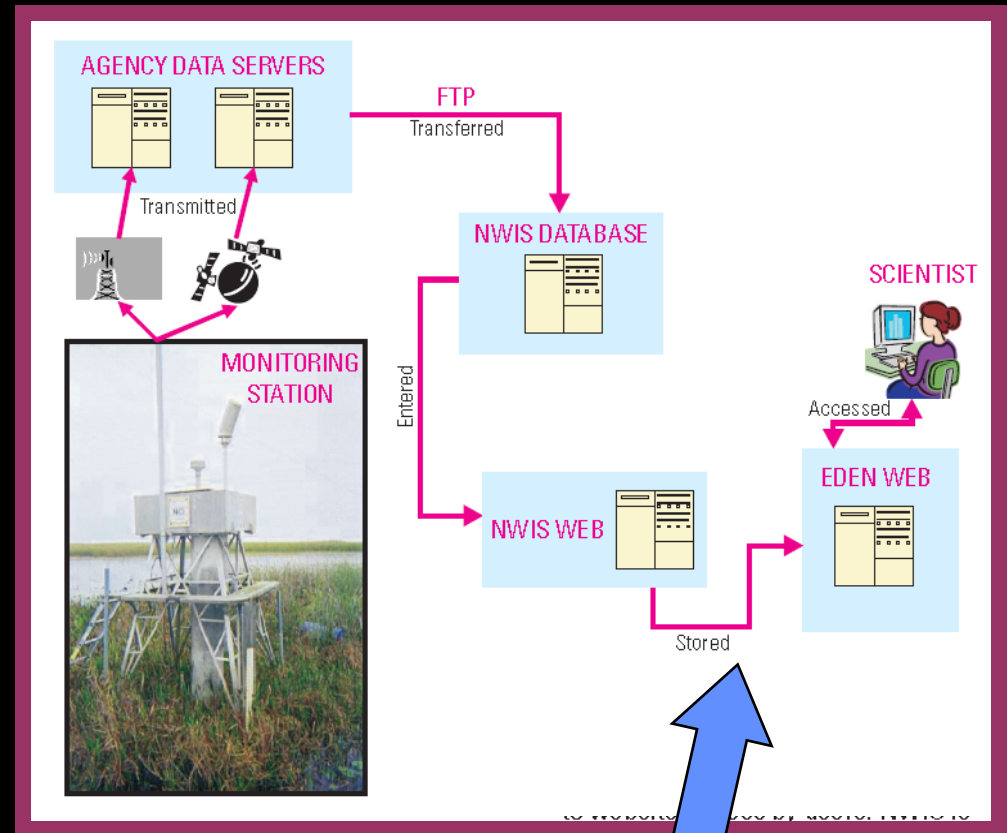 AGENCY DATA SERVERS
FTP
Transferred
Transmitted
NWIS DATABASE
SCIENTIST
MONITORING
STATION
Entered
Accessed
EDEN WEB
NWIS WEB
Stored